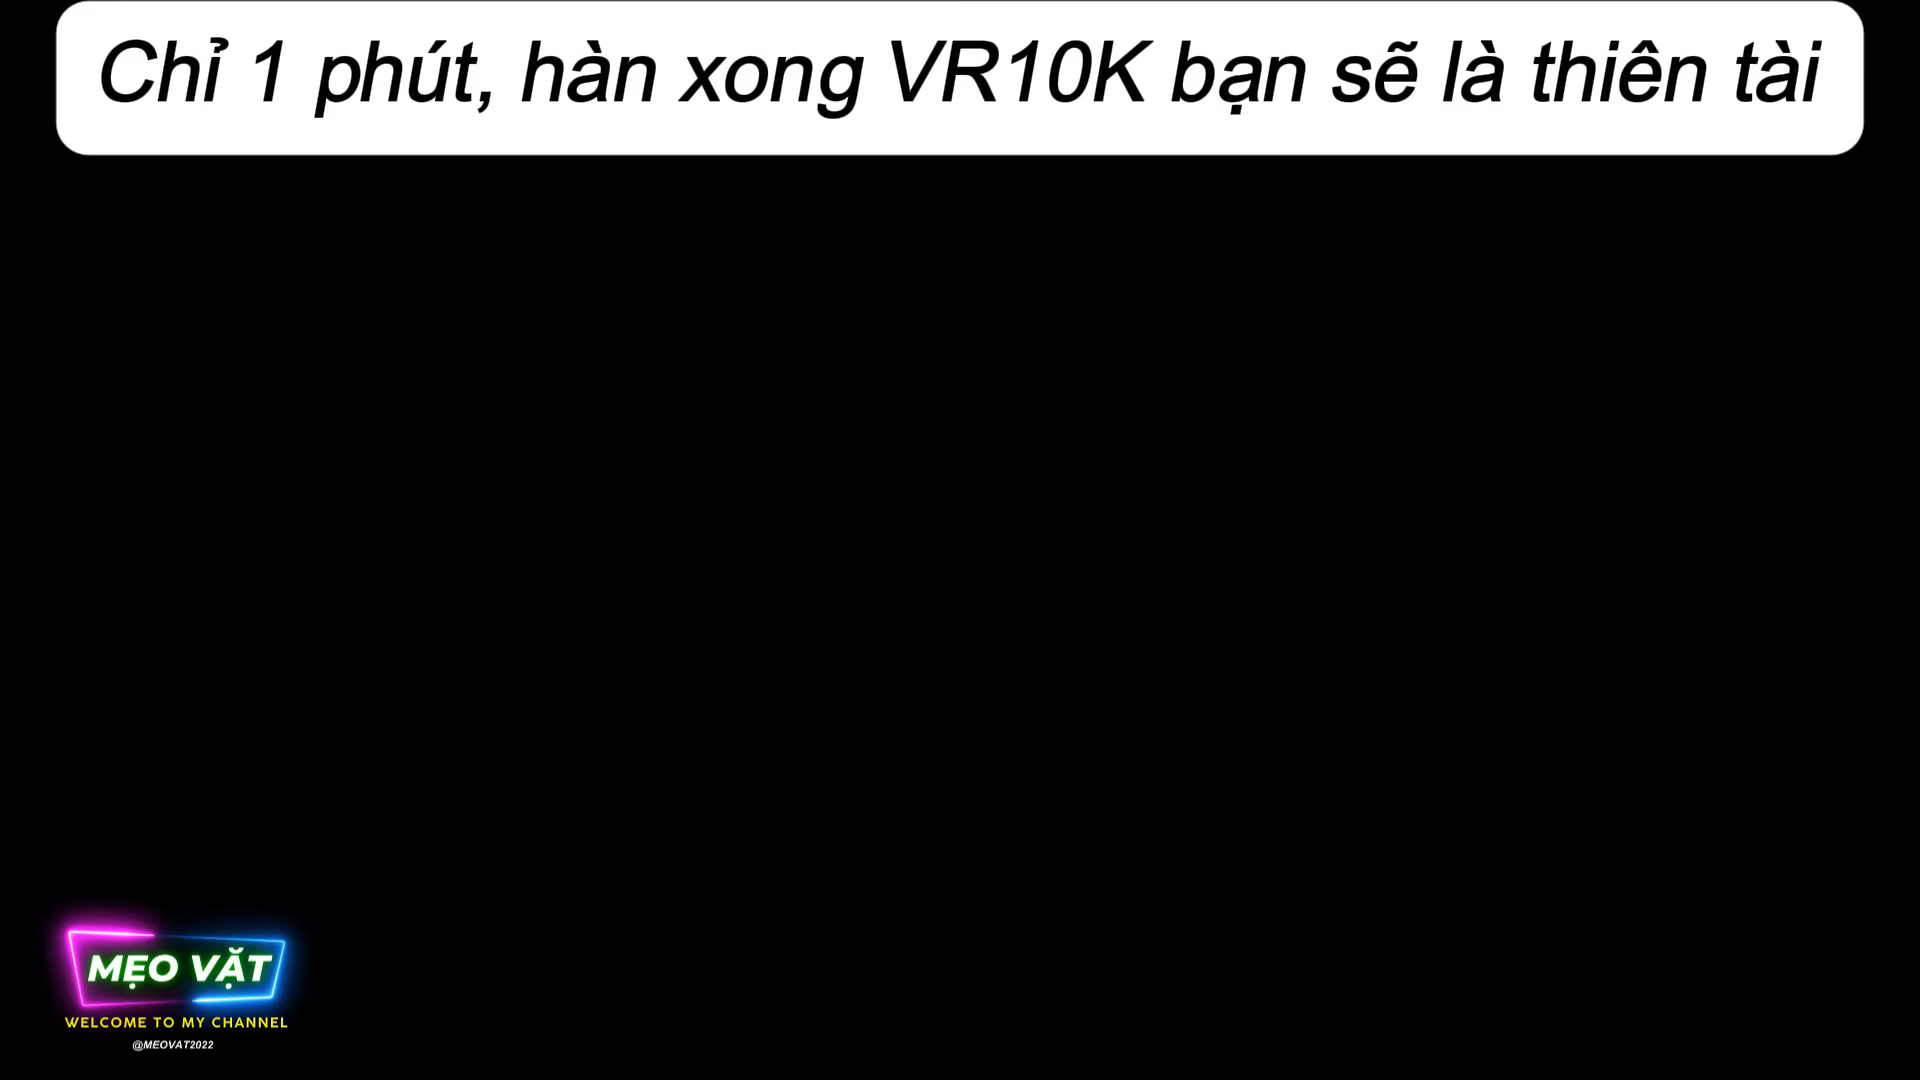 Chỉ 1 phút, hàn xong VR10K bạn sẽ là thiên tài
MẸO VẶT
WELCOME TO MY CHANNEL
@MEOVAT2022